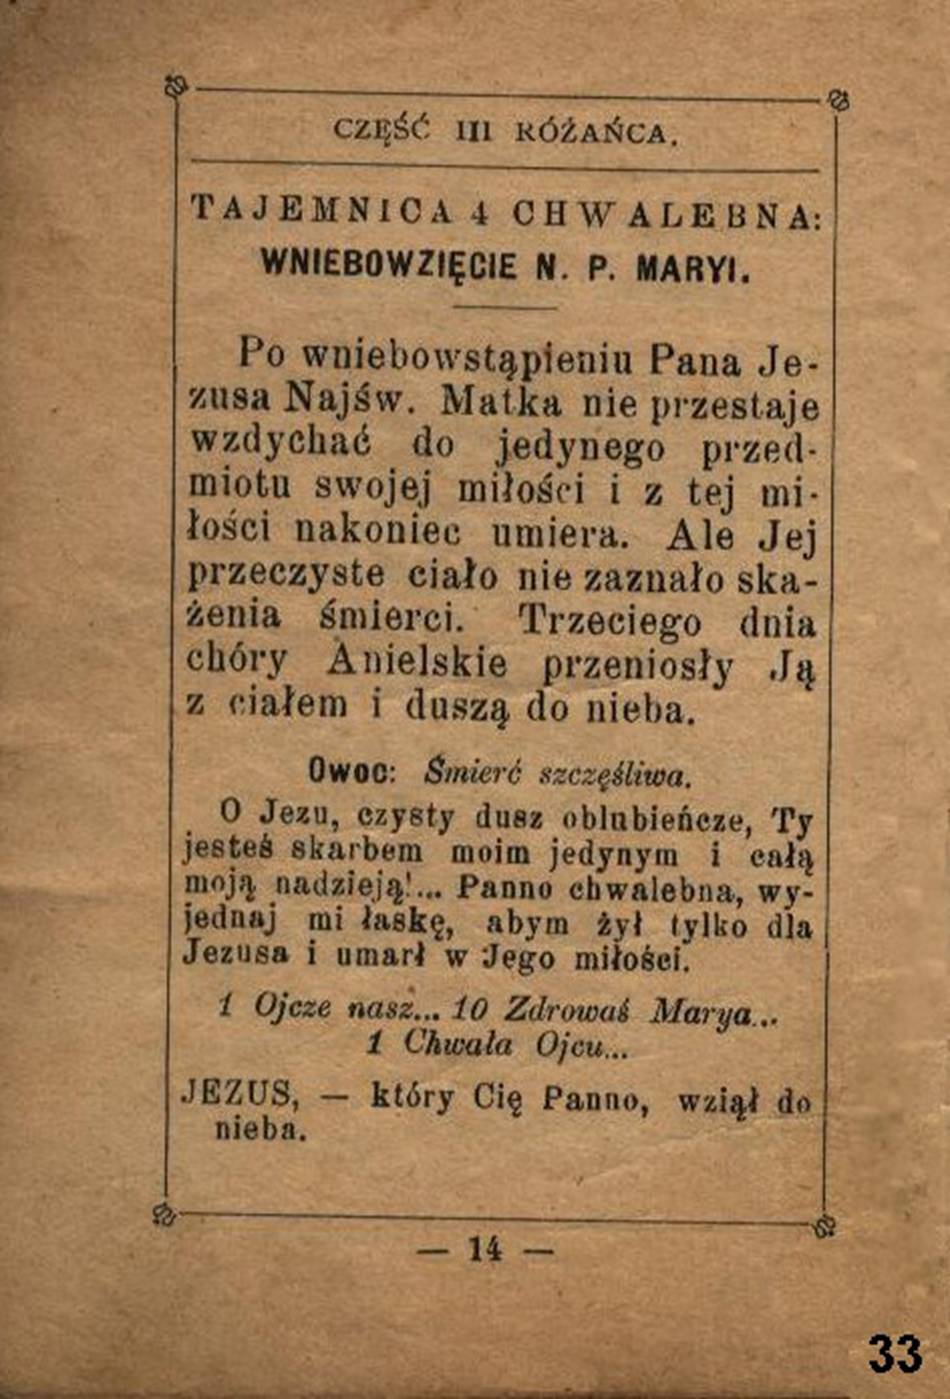 CZĘŚĆ III RÓŻAŃCA.
TAJEMNICA 4 CHWALEBNA:
WNIEBOWZIĘCIE N. P. MARYI.
Po wniebowstąpieniu Pana Je-
zusa Najśw. Matka nie przestaje
wzdychać do jedynego przed-
miotu swojej miłości i z tej mi-
łości nakoniec umiera. Ale Jej
przeczyste ciało nie zaznało ska-
żenia śmierci. Trzeciego dnia
chóry Anielskie przeniosły Ją
z ciałem i duszą do nieba.
Owoc: Śmierć szczęśliwa.
O Jezu, czysty dusz oblubieńcze, Ty
jesteś skarbem moim jedynym i całą
moją nadzieją!... Panno chwalebna, wy-
jednaj mi łaskę, abym żył tylko dla
Jezusa i umarł w Jego miłości.
1 Ojcze nasz... 10 Zdrowaś Marya...
1 Chwała Ojcu...
JEZUS, — który Cię Panno, wziął do
nieba.
— 14 —
33